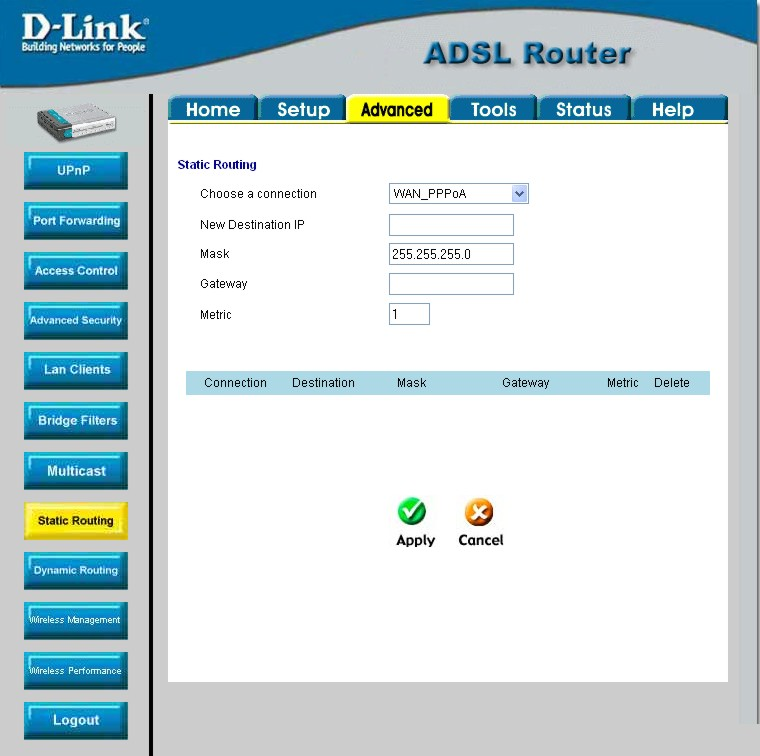 D-Link®
Building Networks for People
ADSL Router
Home Setup Advanced Tools Status Help
UPnP
Port Forwarding
Access Control
Advanced Security
Lan Clients
Bridge Filters
Multicast
Static Routing
Dynamic Routing
Wireless Management
Wireless Performance
Logout
Static Routing
Choose a connection WAN_PPPoA
New Destination IP
Mask 255.255.255.0
Gateway
Metric 1
Connection Destination Mask Gateway Metric Delete
Apply Cancel